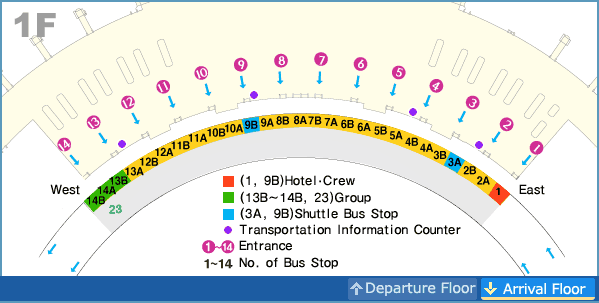 1F
14
13
12
11
10
9
8
7
6
5
4
3
2
1
West
14B
14A
13B
13A
12B
12A
11B
11A
10B
10A
9B
9A
8B
8A
7B
7A
6B
6A
5B
5A
4B
4A
3B
3A
2B
2A
1
East
23
(1, 9B)Hotel·Crew
(13B~14B, 23)Group
(3A, 9B)Shuttle Bus Stop
Transportation Information Counter
1~14 Entrance
1~14 No. of Bus Stop
Departure Floor
Arrival Floor